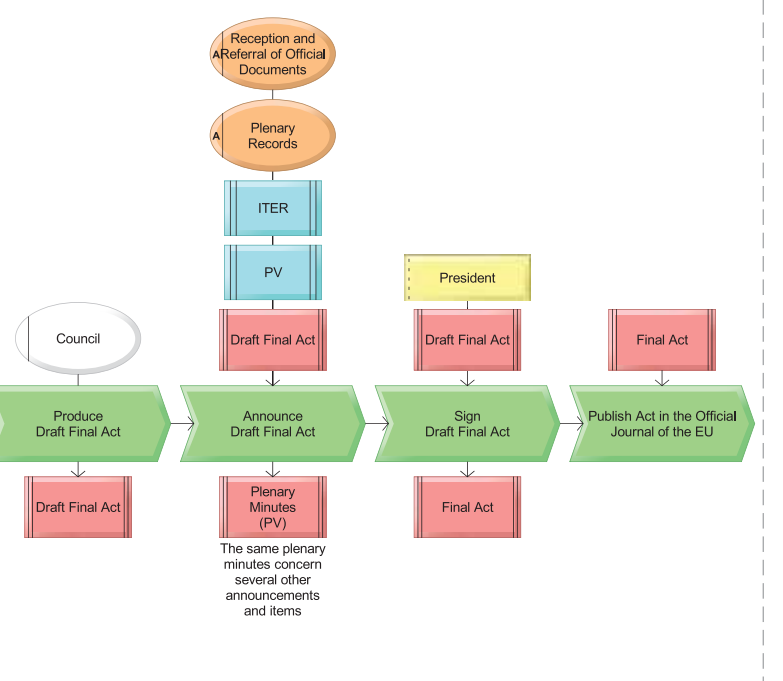 Reception and
A Referral of Official
Documents
A
Plenary
Records
ITER
PV
President
Draft Final Act
Draft Final Act
Final Act
Council
Produce
Draft Final Act
Announce
Draft Final Act
Sign
Draft Final Act
Publish Act in the Official
Journal of the EU
Draft Final Act
Plenary
Minutes
(PV)
Final Act
The same plenary
minutes concern
several other
announcements
and items